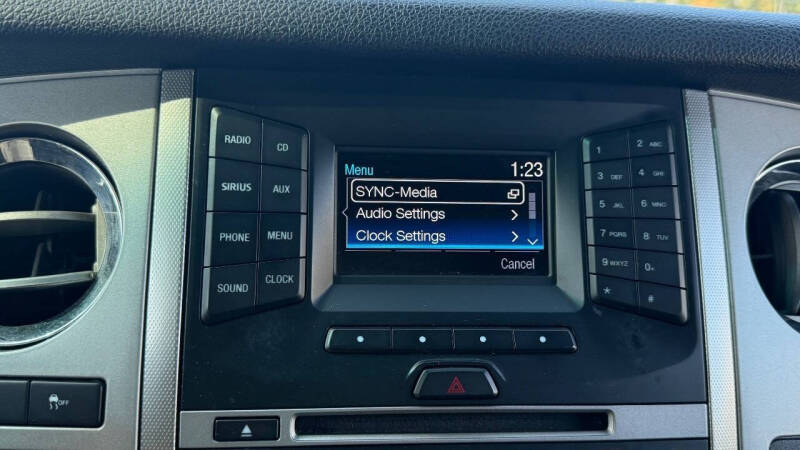 RADIO
CD
SIRIUS
AUX
PHONE
MENU
SOUND
CLOCK
Menu 1:23
SYNC-Media
Audio Settings
Clock Settings
Cancel
1
2 ABC
3 DEF
4 GHI
5 JKL
6 MNO
7 PQRS
8 TUV
9 WXYZ
0+
*
#
OFF